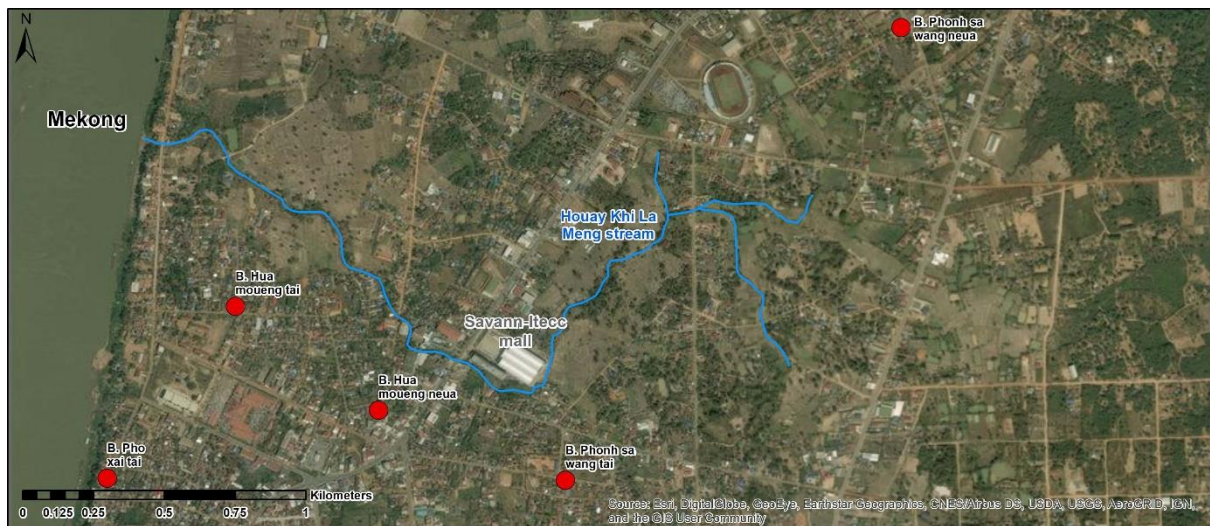 N
B. Phonh sa
wang neua
Mekong
Houay Khi La
Meng stream
B. Hua
moueng tai
Savann-Itecc
mall
B. Hua
moueng neua
B. Pho
xai tai
B. Phonh sa
wang tai
Kilometers
0 0.125 0.25 0.5 0.75 1
Source: Esri, DigitalGlobe, GeoEye, Earthstar Geographics, CNES/Airbus DS, USDA, USGS, AeroGRID, IGN,
and the GIS User Community